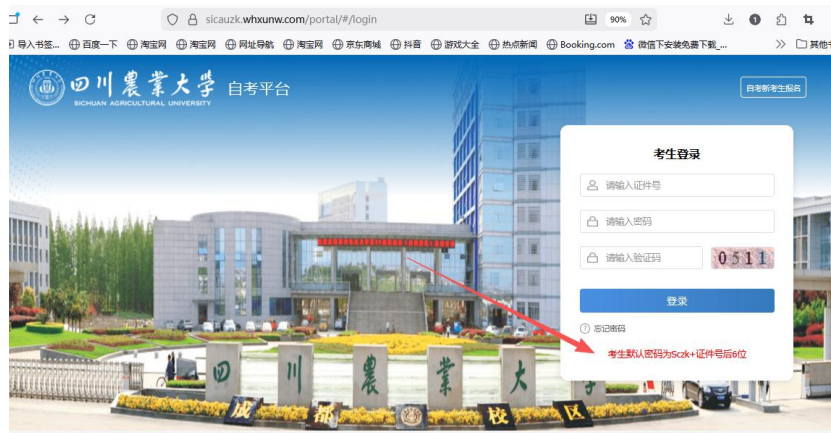 sicauzk.whxunw.com/portal/#/login
90%
导入书签... 百度一下 淘宝网 淘宝网 网址导航 淘宝网 京东商城 抖音 游戏大全 热点新闻 Booking.com 微信下安装免费下载_... 其他书
四川農業大學 自考平台
SICHUAN AGRICULTURAL UNIVERSITY
自考新考生报名
考生登录
请输入证件号
请输入密码
请输入验证码 0511
登录
忘记密码
考生默认密码为Sczk+证件号后6位
四川農業大學
成都校区